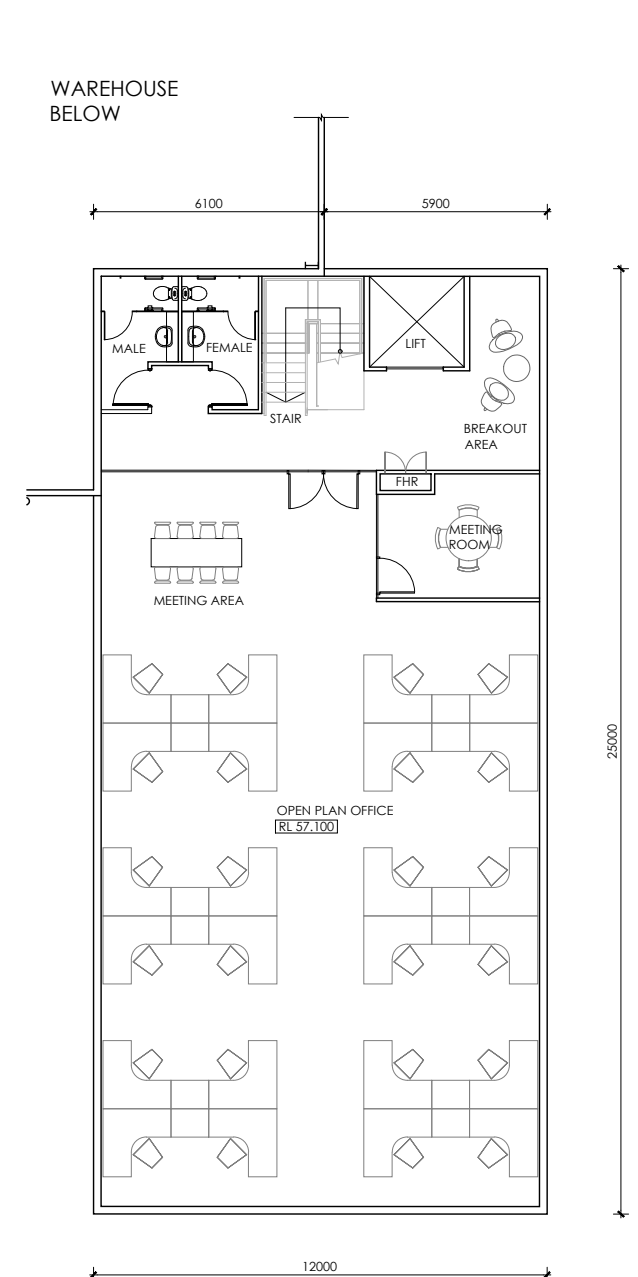 WAREHOUSE
BELOW
6100
5900
MALE
FEMALE
LIFT
STAIR
BREAKOUT
AREA
FHR
MEETING
ROOM
MEETING AREA
25000
OPEN PLAN OFFICE
RL 57.100
12000